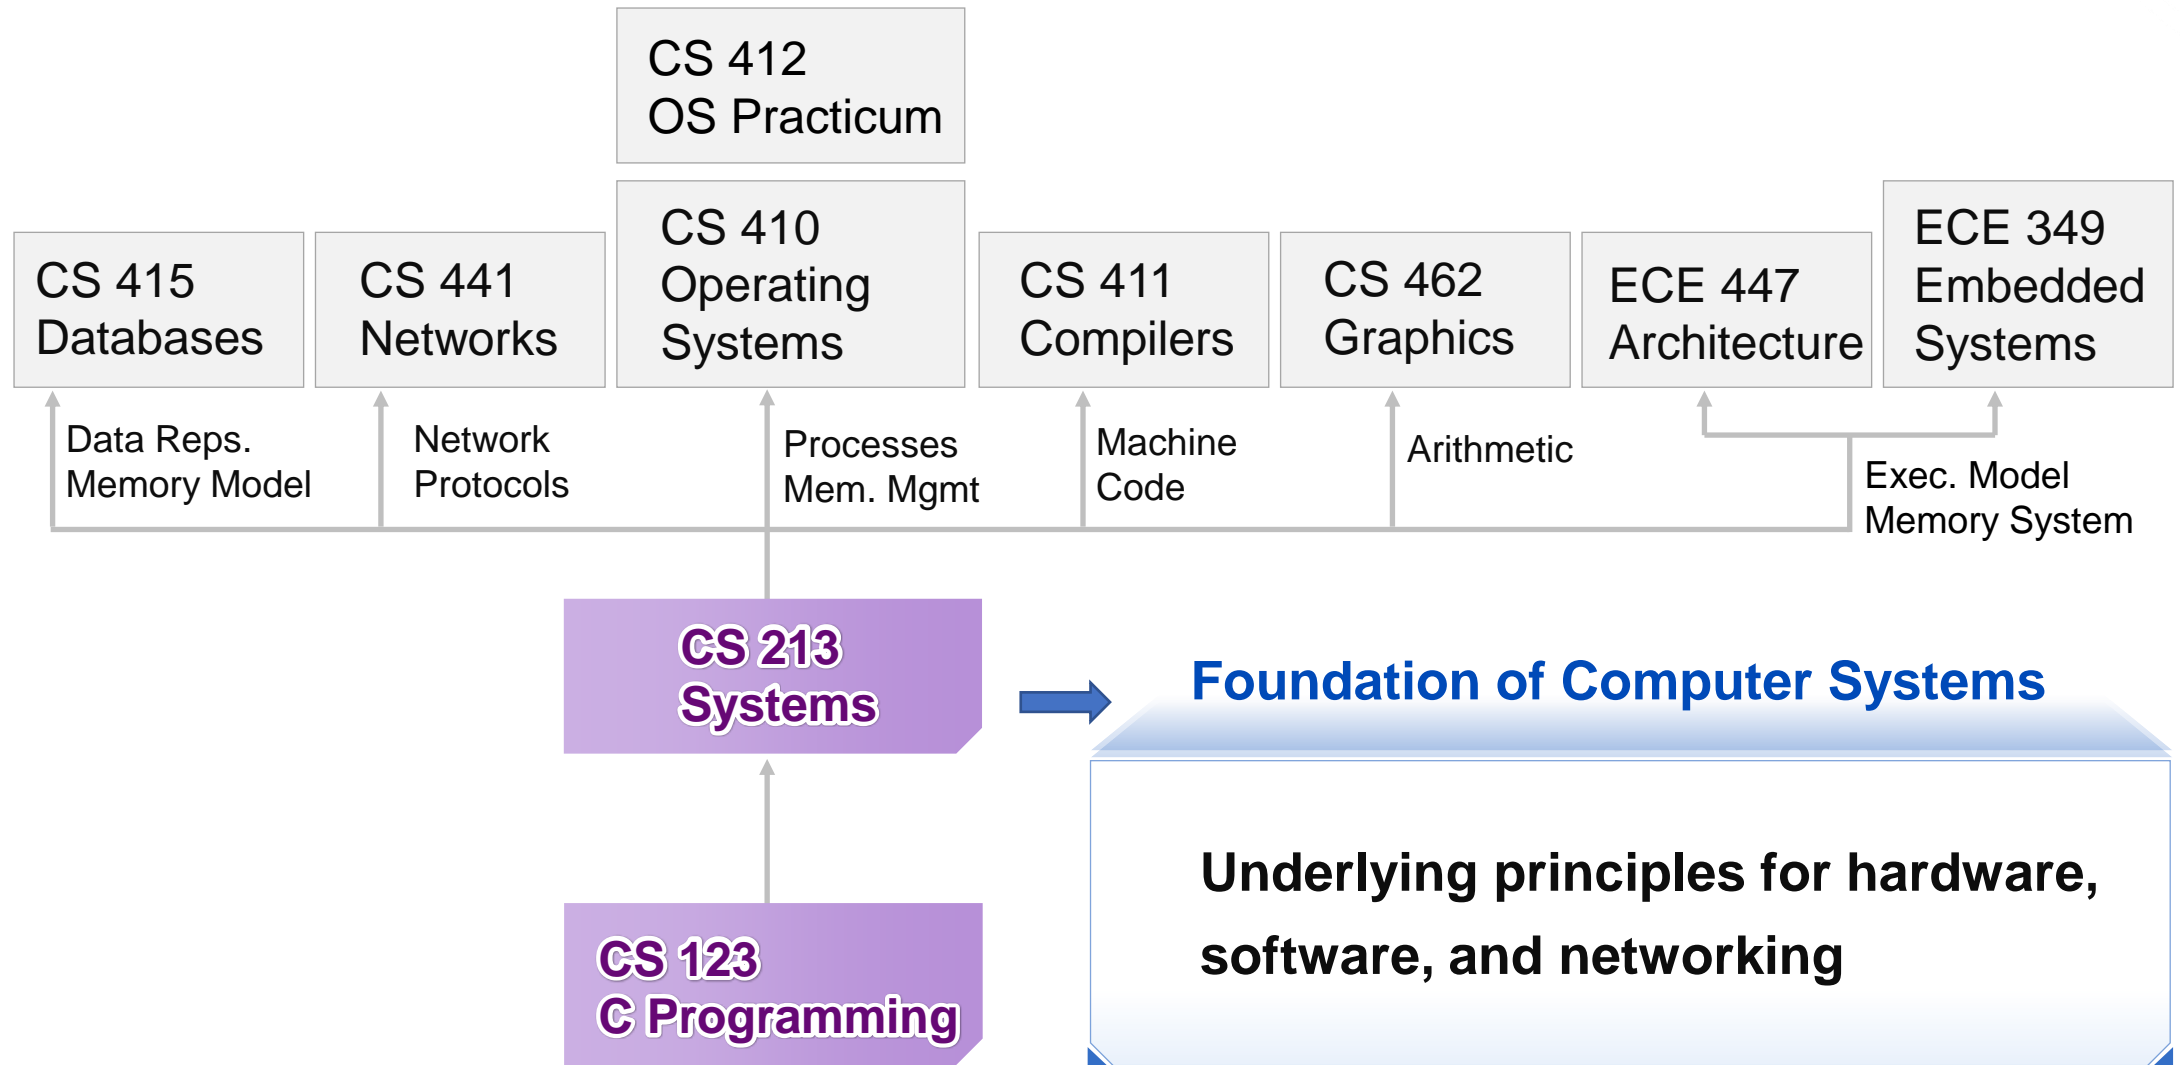 CS 412
OS Practicum
CS 415
Databases
CS 441
Networks
CS 410
Operating
Systems
CS 411
Compilers
CS 462
Graphics
ECE 447
Architecture
ECE 349
Embedded
Systems
Data Reps.
Memory Model
Network
Protocols
Processes
Mem. Mgmt
Machine
Code
Arithmetic
Exec. Model
Memory System
CS 213
Systems
Foundation of Computer Systems
Underlying principles for hardware,
software, and networking
CS 123
C Programming